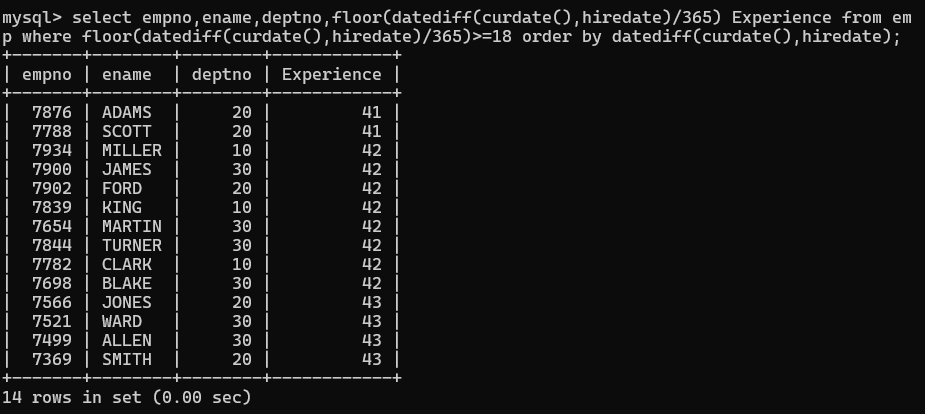 mysql> select empno,ename,deptno,floor(datediff(curdate(),hiredate)/365) Experience from em
p where floor(datediff(curdate(),hiredate)/365)>=18 order by datediff(curdate(),hiredate);
+-------+--------+--------+------------+
| empno | ename  | deptno | Experience |
+-------+--------+--------+------------+
|  7876 | ADAMS  |     20 |         41 |
|  7788 | SCOTT  |     20 |         41 |
|  7934 | MILLER |     10 |         42 |
|  7900 | JAMES  |     30 |         42 |
|  7902 | FORD   |     20 |         42 |
|  7839 | KING   |     10 |         42 |
|  7654 | MARTIN |     30 |         42 |
|  7844 | TURNER |     30 |         42 |
|  7782 | CLARK  |     10 |         42 |
|  7698 | BLAKE  |     30 |         42 |
|  7566 | JONES  |     20 |         43 |
|  7521 | WARD   |     30 |         43 |
|  7499 | ALLEN  |     30 |         43 |
|  7369 | SMITH  |     20 |         43 |
+-------+--------+--------+------------+
14 rows in set (0.00 sec)